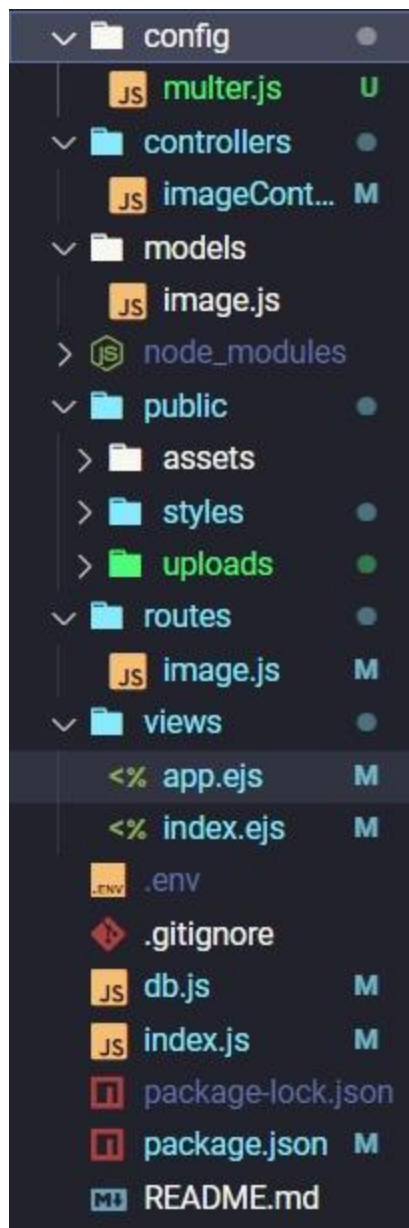 config
JS multer.js U
controllers
JS imageCont... M
models
JS image.js
JS node_modules
public
assets
styles
uploads
routes
JS image.js M
views
<% app.ejs M
<% index.ejs M
.ENV .env
.gitignore
JS db.js M
JS index.js M
package-lock.json
package.json M
M README.md